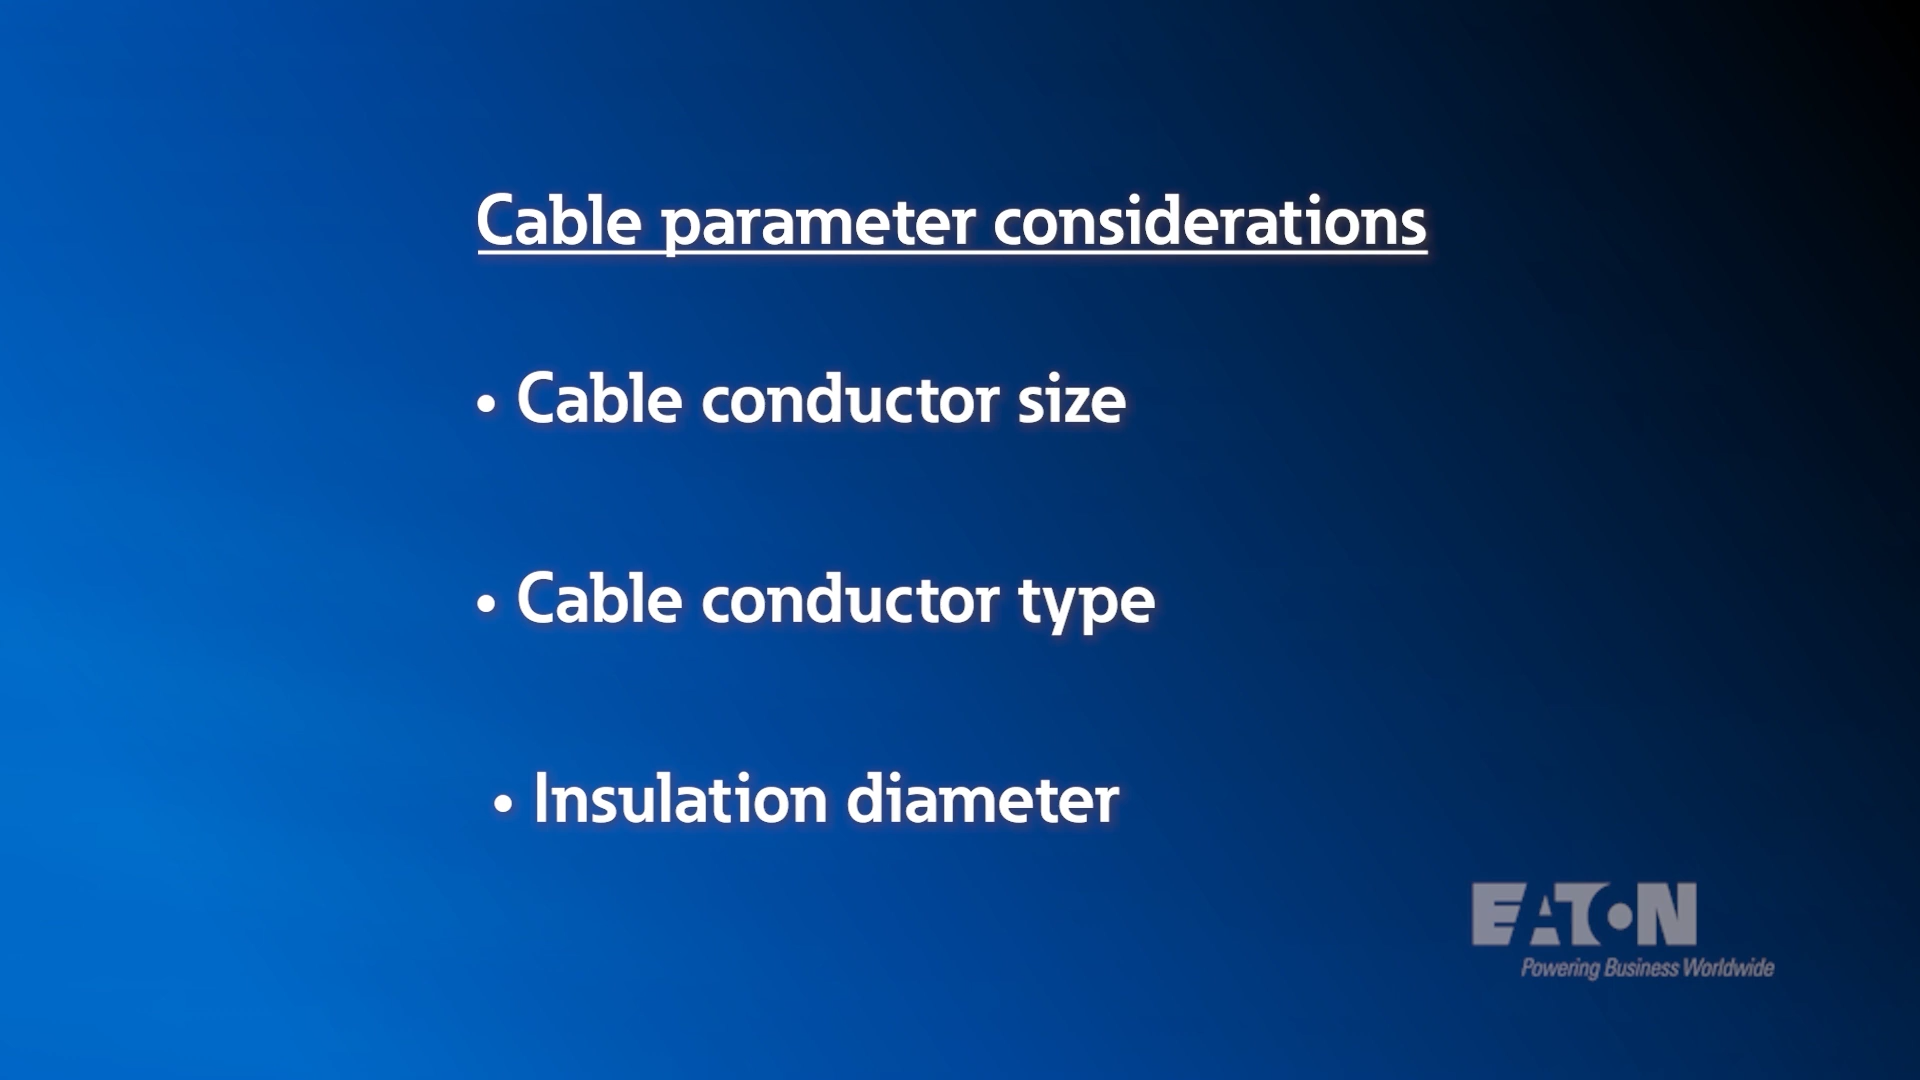 Cable parameter considerations
• Cable conductor size
• Cable conductor type
• Insulation diameter
EATON
Powering Business Worldwide